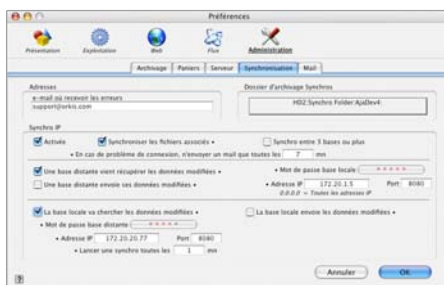 Préférences
Présentation Exploitation Web Flux Administration
Archivage Paniers Serveur Synchronisation Mail
Adresses
e-mail où recevoir les erreurs
support@orkis.com
Dossier d'archivage Synchros
HD2:Synchro Folder:AjaDev4:
Synchro IP
Activée
Synchroniser les fichiers associés •
Synchro entre 3 bases ou plus
• En cas de problème de connexion, n'envoyer un mail que toutes les 7 mn
Une base distante vient récupérer les données modifiées •
• Mot de passe base locale *****
Une base distante envoie ses données modifiées •
• Adresse IP 172.20.1.5 Port 8040
0.0.0.0 = Toutes les adresses IP
La base locale va chercher les données modifiées •
La base locale envoie les données modifiées •
• Mot de passe base distante *****
• Adresse IP 172.20.20.77 Port 8080
• Lancer une synchro toutes les 1 mn
?
Annuler OK